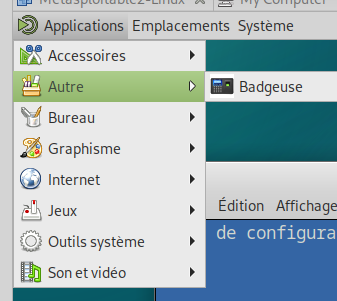 Metasploitable2-Linux My Computer
Applications Emplacements Système
Accessoires
Autre Badgeuse
Bureau
Graphisme
Internet
Édition Affichage
Jeux
de configura
Outils système
Son et vidéo